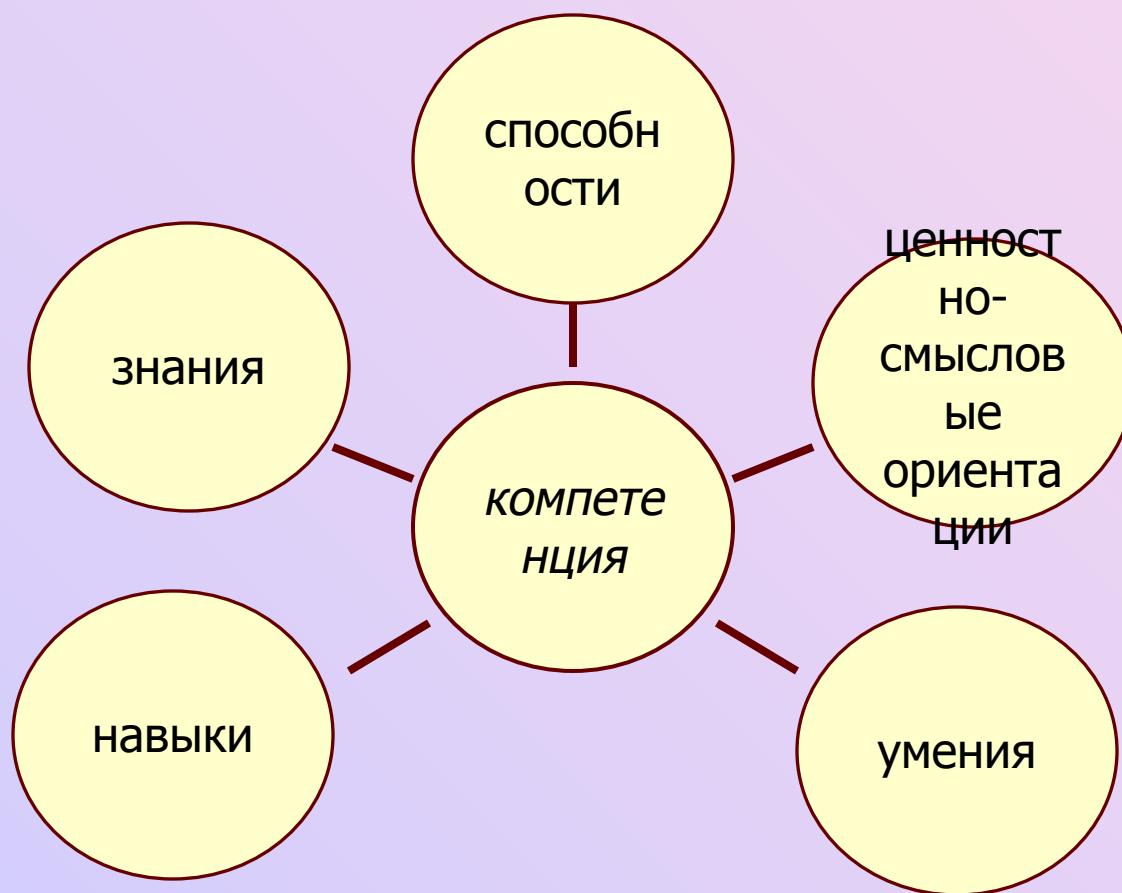 способн
ости
ценност
но-
смыслов
ые
ориента
ции
знания
компете
нция
навыки
умения